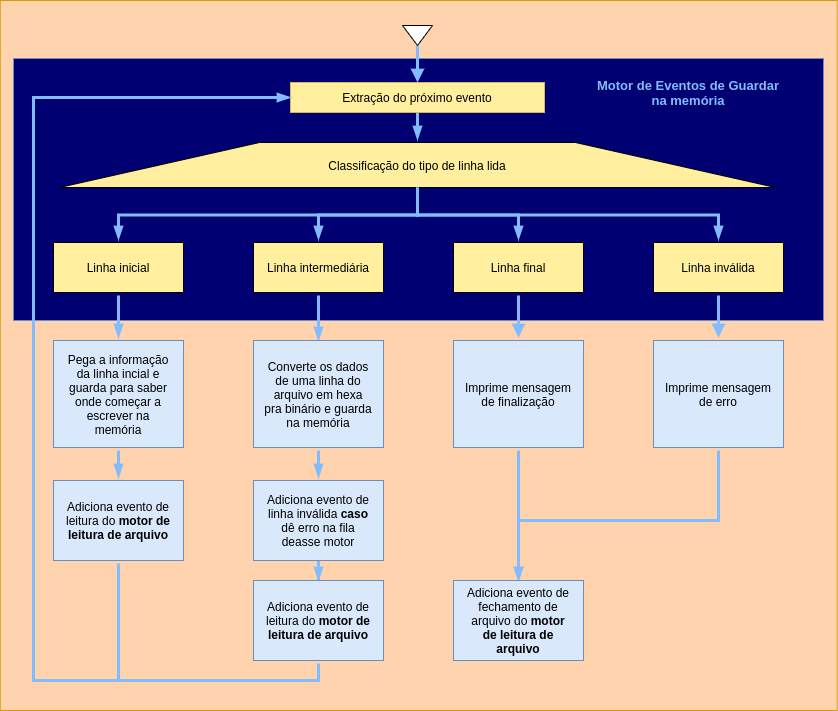 Motor de Eventos de Guardar
na memória
Extração do próximo evento
Classificação do tipo de linha lida
Linha inicial
Linha intermediária
Linha final
Linha inválida
Pega a informação
da linha incial e
guarda para saber
onde começar a
escrever na
memória
Converte os dados
de uma linha do
arquivo em hexa
pra binário e guarda
na memória
Imprime mensagem
de finalização
Imprime mensagem
de erro
Adiciona evento de
leitura do motor de
leitura de arquivo
Adiciona evento de
linha inválida caso
dê erro na fila
deasse motor
Adiciona evento de
leitura do motor de
leitura de arquivo
Adiciona evento de
fechamento de
arquivo do motor
de leitura de
arquivo